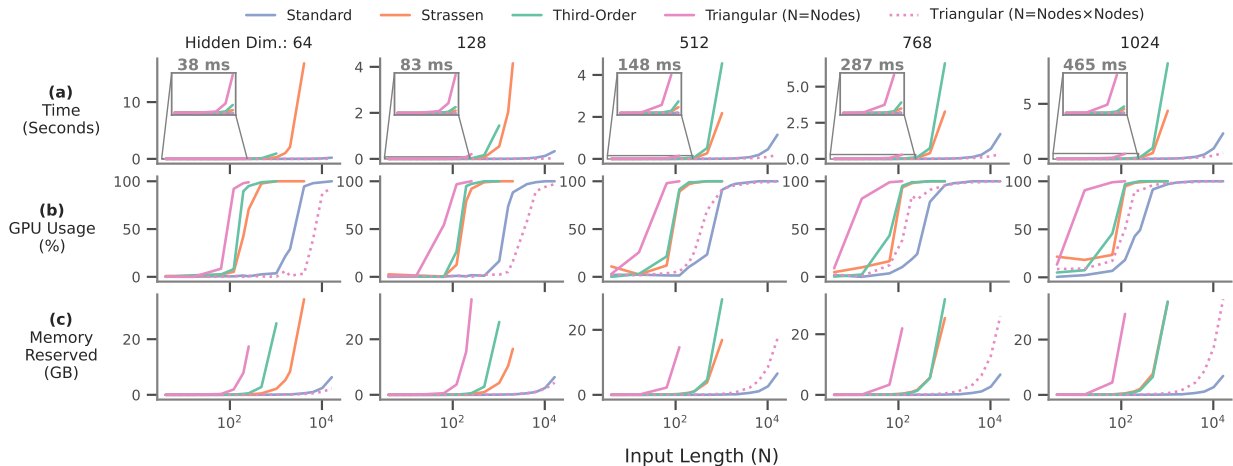 Standard Strassen Third-Order Triangular (N=Nodes) Triangular (N=Nodes×Nodes)
Hidden Dim.: 64 128 512 768 1024
(a)
Time
(Seconds)
38 ms 83 ms 148 ms 287 ms 465 ms
10
0
4
2
0
4
2
0
5.0
2.5
0.0
5
0
(b)
GPU Usage
(%)
100
50
0
100
50
0
100
50
0
100
50
0
100
50
0
(c)
Memory
Reserved
(GB)
20
0
20
0
20
0
20
0
20
0
10² 10⁴ 10² 10⁴ 10² 10⁴ 10² 10⁴ 10² 10⁴
Input Length (N)